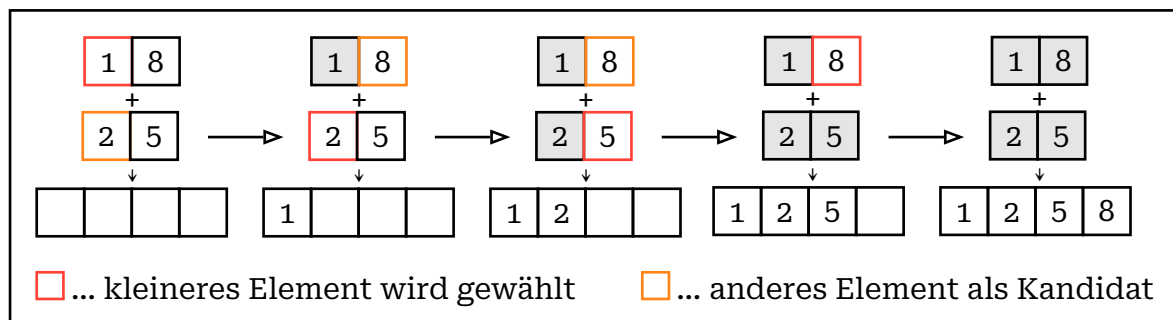 1 8 1 8 1 8 1 8 1 8
+ + + + +
2 5 2 5 2 5 2 5 2 5
1 1 2 1 2 5 1 2 5 8
... kleineres Element wird gewählt ... anderes Element als Kandidat